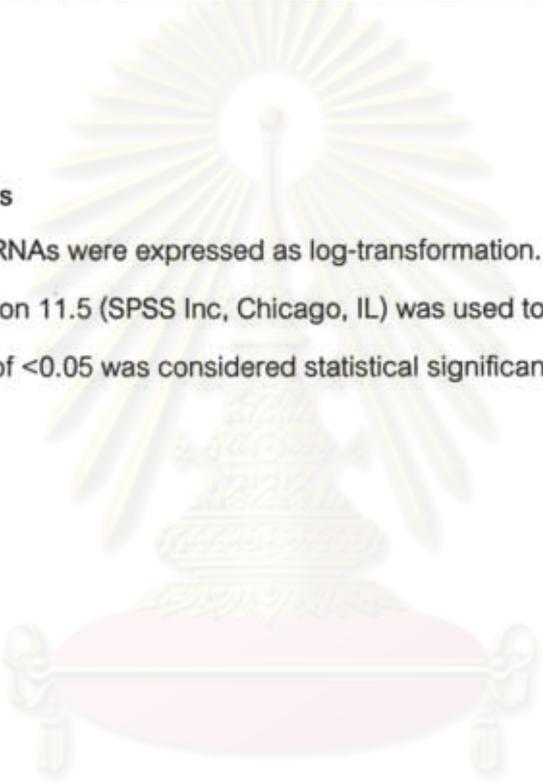 s
RNAs were expressed as log-transformation.
on 11.5 (SPSS Inc, Chicago, IL) was used to
of <0.05 was considered statistical significan